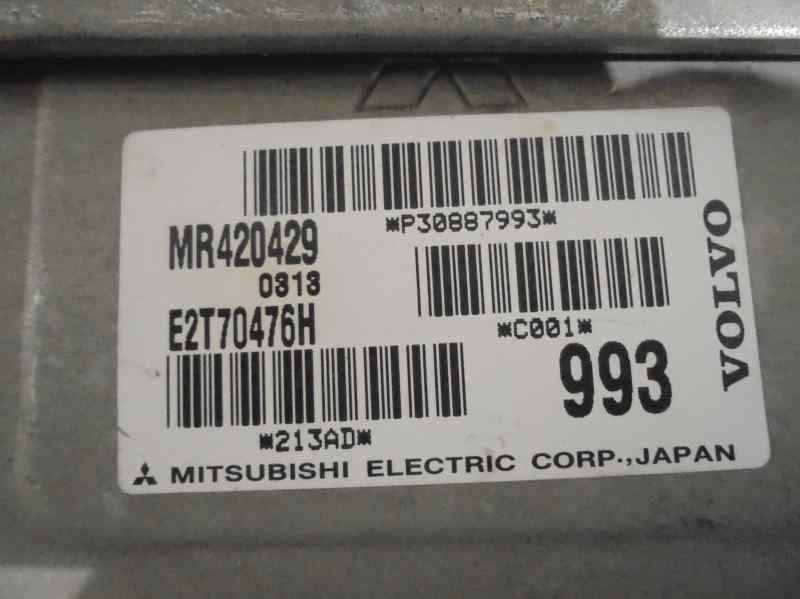 *P30887993*
MR420429
0313
*C001*
E2T70476H
993
*213AD*
MITSUBISHI ELECTRIC CORP.,JAPAN
VOLVO